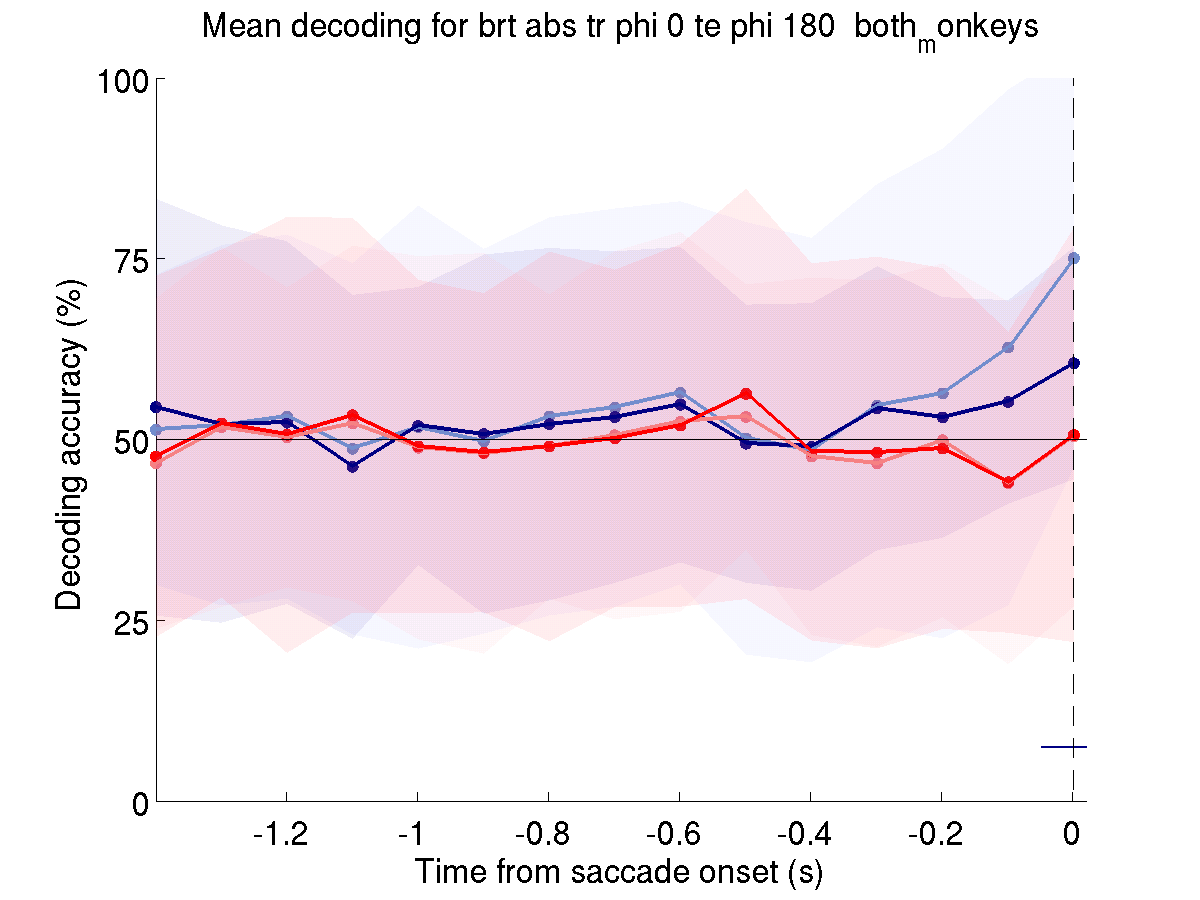 Mean decoding for brt abs tr phi 0 te phi 180 both_monkeys
100
75
50
25
0
Decoding accuracy (%)
-1.2 -1 -0.8 -0.6 -0.4 -0.2 0
Time from saccade onset (s)